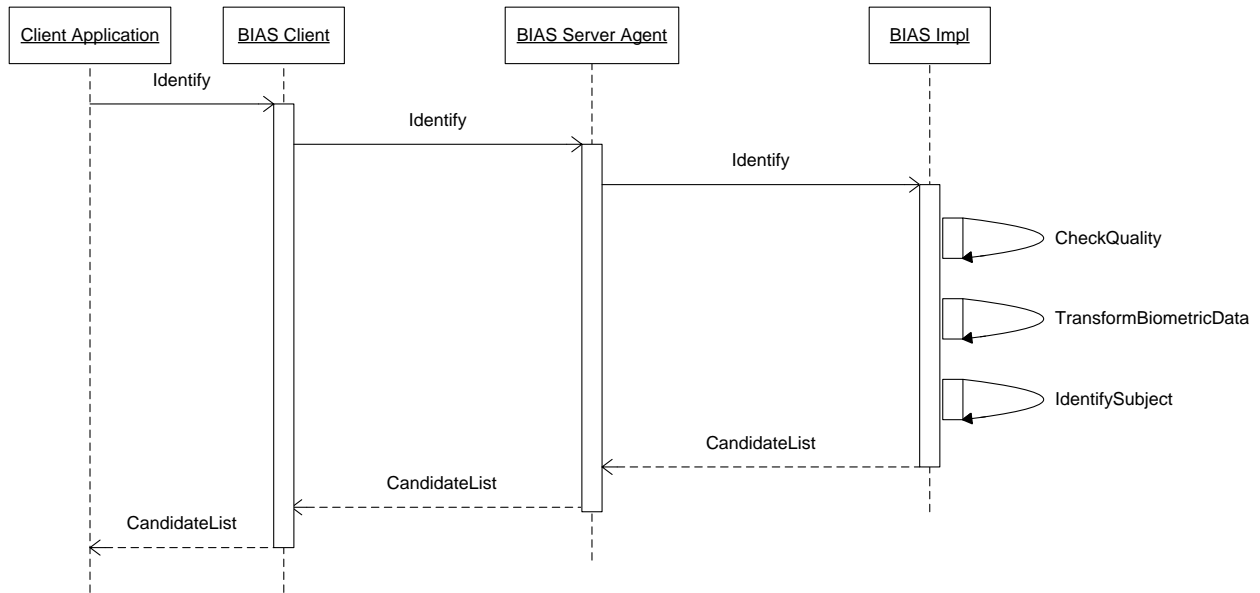 Client Application
BIAS Client
BIAS Server Agent
BIAS Impl
Identify
Identify
Identify
CheckQuality
TransformBiometricData
IdentifySubject
CandidateList
CandidateList
CandidateList